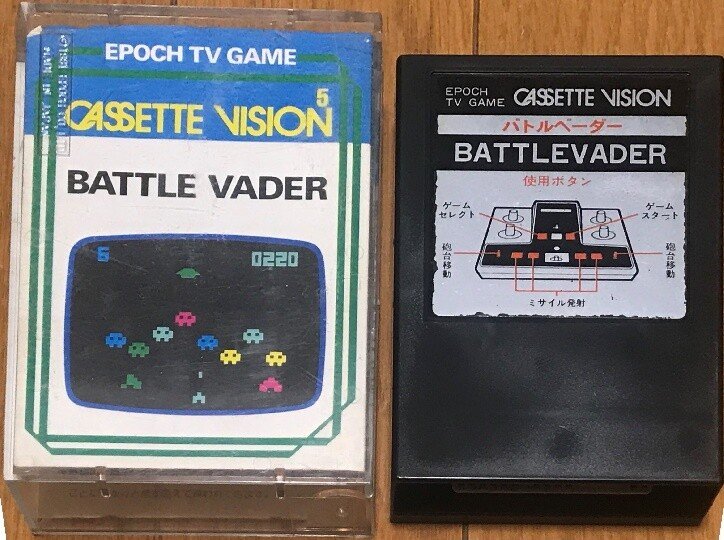 EPOCH TV GAME
CASSETTE VISION
5
BATTLE VADER
6
0220
EPOCH
TV GAME
CASSETTE VISION
バトルベーダー
BATTLEVADER
使用ボタン
ゲーム
セレクト
ゲーム
スタート
砲台移動
砲台移動
ミサイル発射